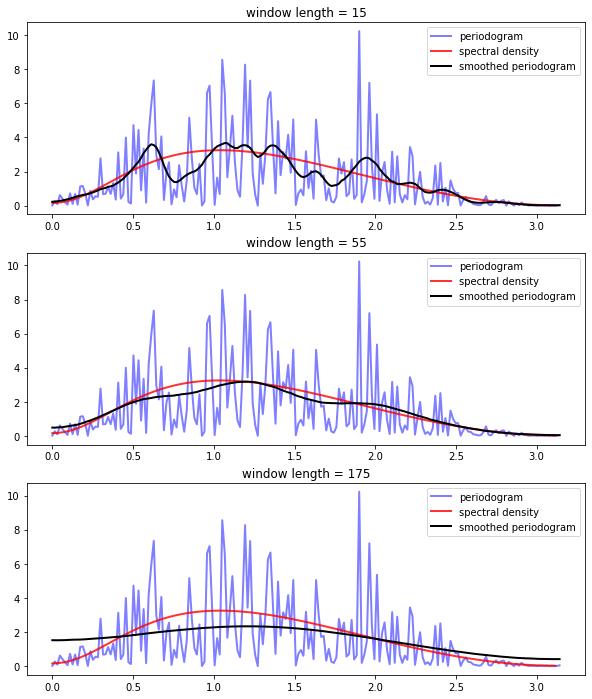 window length = 15
10
8
6
4
2
0
periodogram
spectral density
smoothed periodogram
0.0 0.5 1.0 1.5 2.0 2.5 3.0
window length = 55
10
8
6
4
2
0
periodogram
spectral density
smoothed periodogram
0.0 0.5 1.0 1.5 2.0 2.5 3.0
window length = 175
10
8
6
4
2
0
periodogram
spectral density
smoothed periodogram
0.0 0.5 1.0 1.5 2.0 2.5 3.0